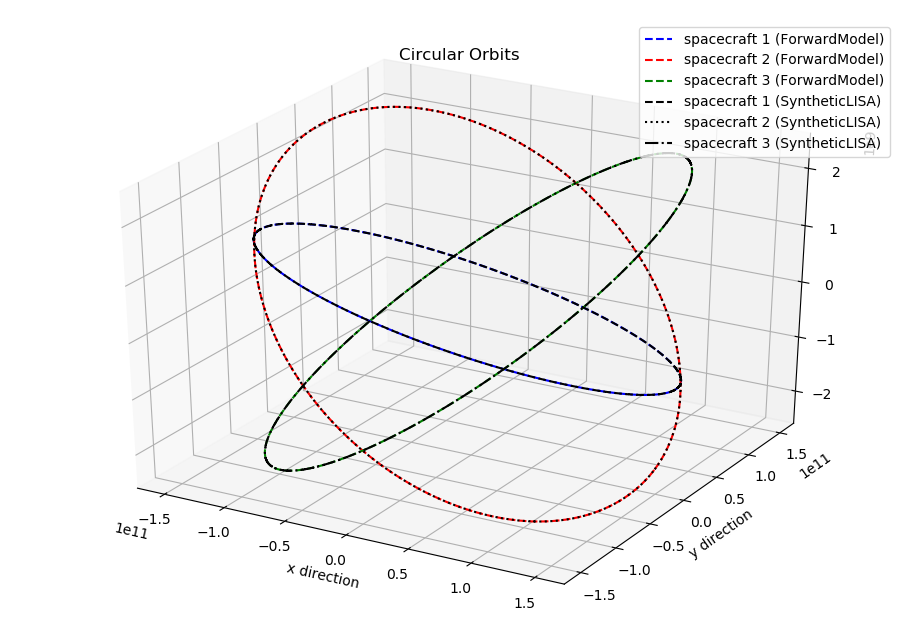 Circular Orbits
spacecraft 1 (ForwardModel)
spacecraft 2 (ForwardModel)
spacecraft 3 (ForwardModel)
spacecraft 1 (SyntheticLISA)
spacecraft 2 (SyntheticLISA)
spacecraft 3 (SyntheticLISA)
2
1
0
−1
−2
1.5
1e11
1.0
0.5
0.0
−0.5
−1.0
−1.5
y direction
−1.5
1e11
−1.0
−0.5
0.0
0.5
1.0
1.5
x direction